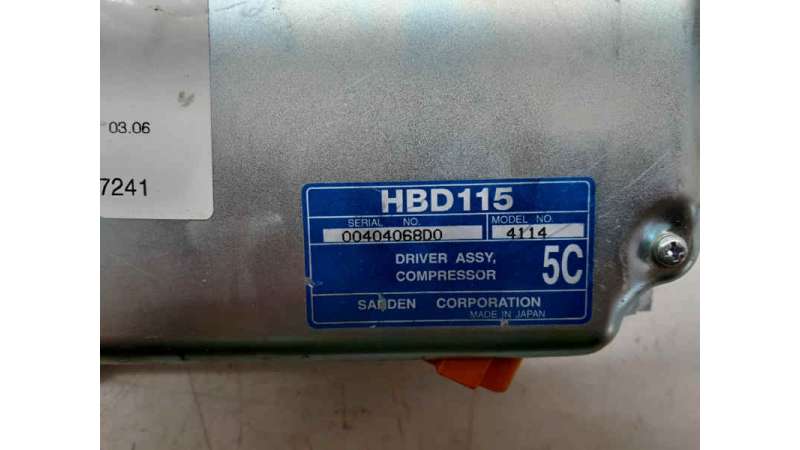 03.06
7241
HBD115
SERIAL NO.
MODEL NO.
00404068D0
4114
DRIVER ASSY,
COMPRESSOR
5C
SANDEN CORPORATION
MADE IN JAPAN